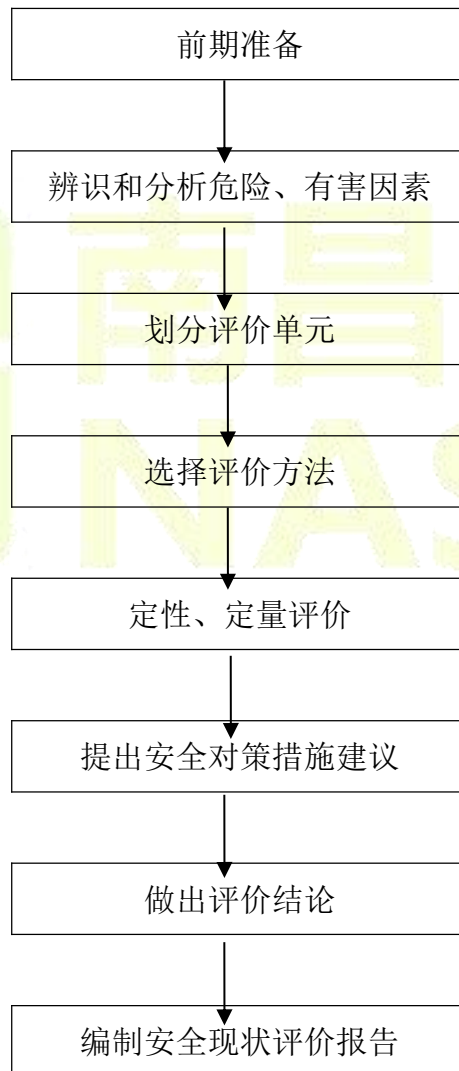 前期准备
辨识和分析危险、有害因素
划分评价单元
选择评价方法
定性、定量评价
提出安全对策措施建议
做出评价结论
编制安全现状评价报告
南昌
NAS